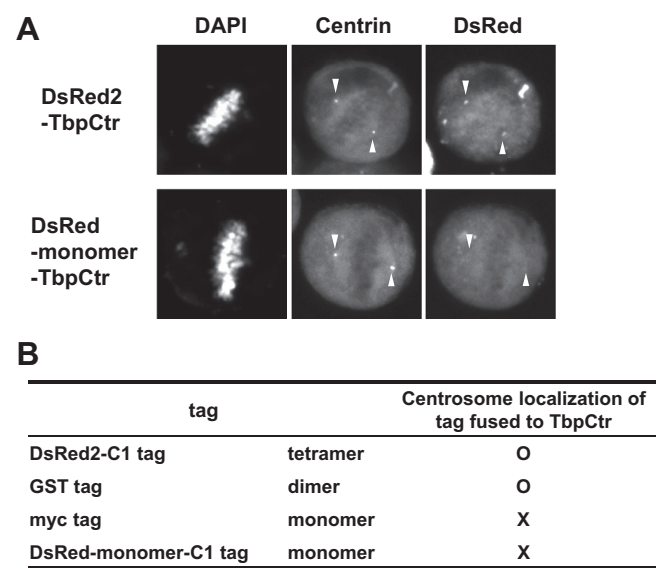 A
DAPI Centrin DsRed
DsRed2
-TbpCtr
DsRed
-monomer
-TbpCtr
B
tag Centrosome localization of
tag fused to TbpCtr
DsRed2-C1 tag tetramer O
GST tag dimer O
myc tag monomer X
DsRed-monomer-C1 tag monomer X